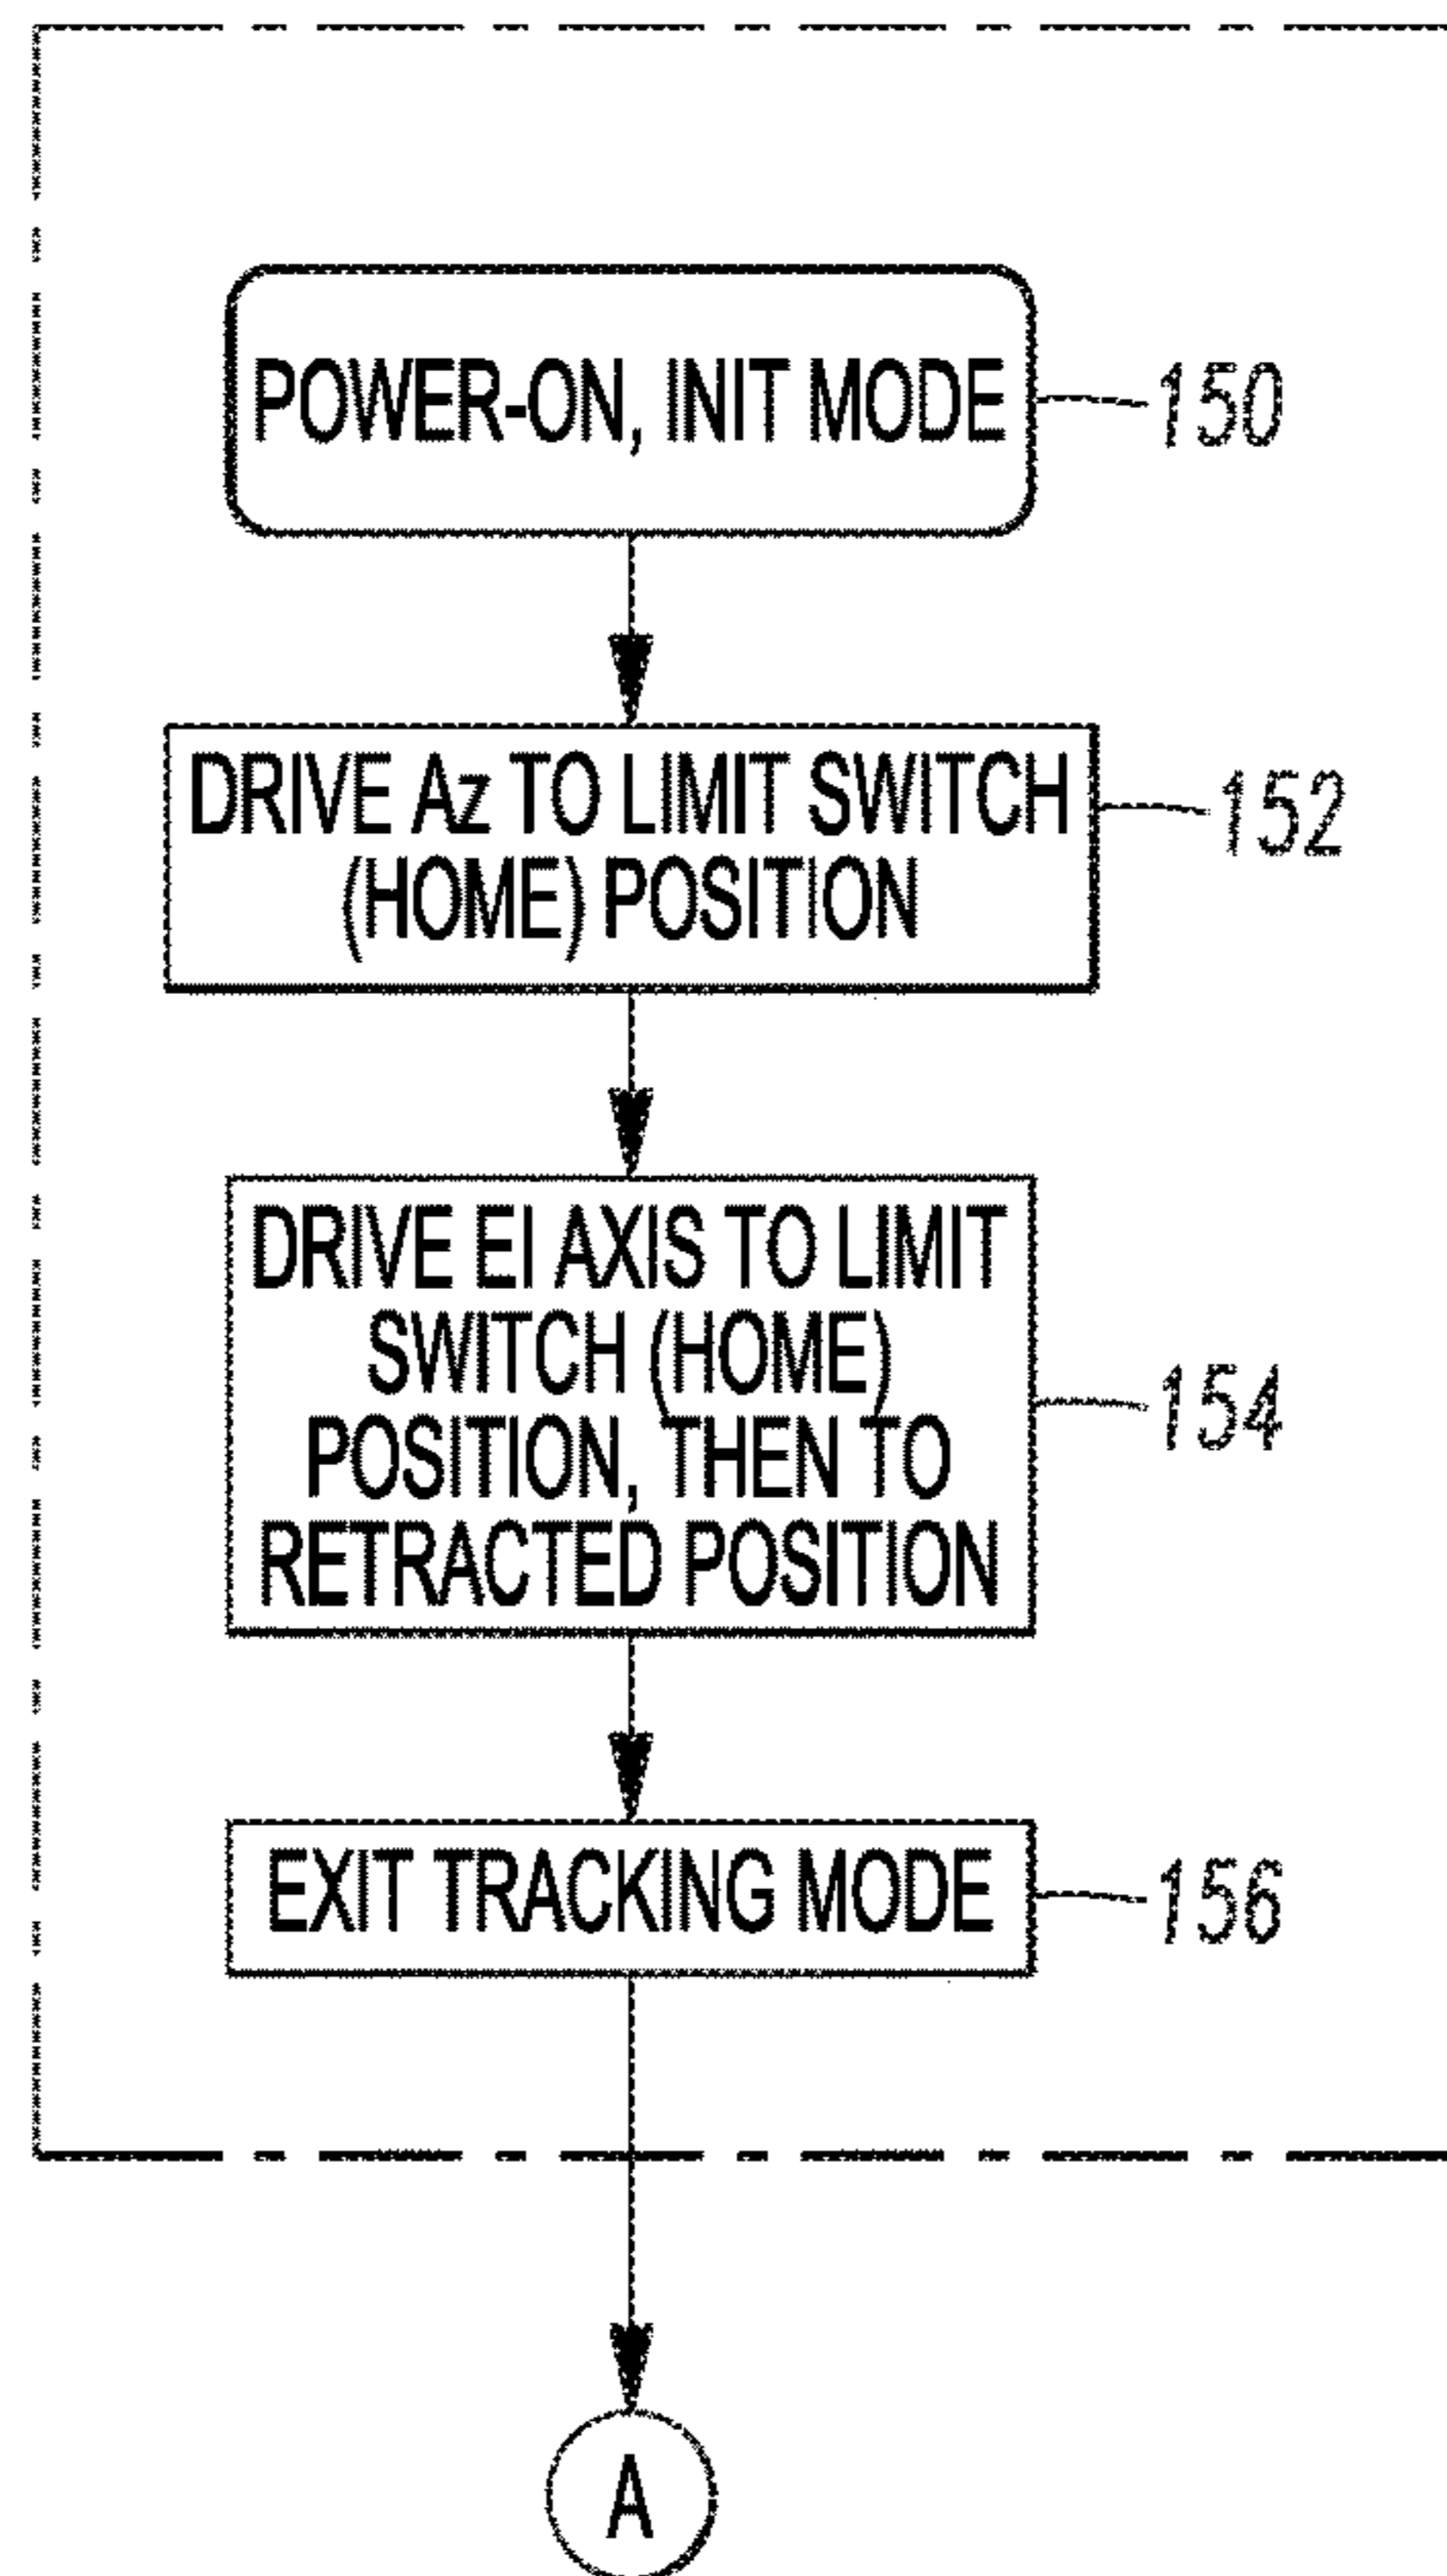 POWER-ON, INIT MODE
150
DRIVE Az TO LIMIT SWITCH
(HOME) POSITION
152
DRIVE El AXIS TO LIMIT
SWITCH (HOME)
POSITION, THEN TO
RETRACTED POSITION
154
EXIT TRACKING MODE
156
A